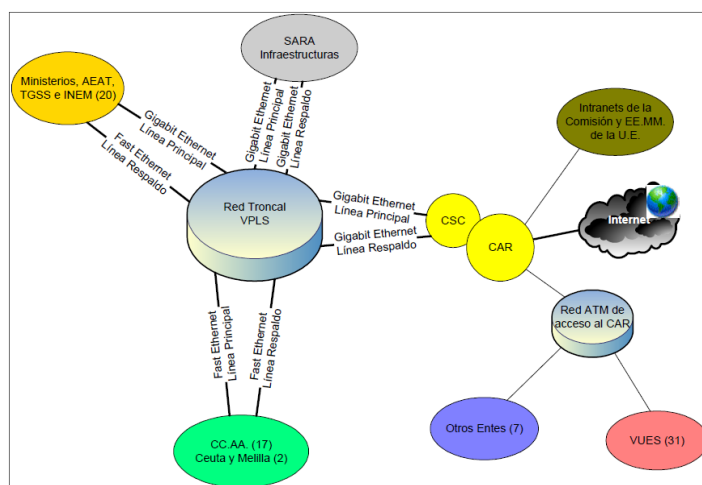 SARA
Infraestructuras
Ministerios, AEAT,
TGSS e INEM (20)
Gigabit Ethernet
Línea Principal
Fast Ethernet
Línea Respaldo
Gigabit Ethernet
Línea Principal
Gigabit Ethernet
Línea Respaldo
Intranets de la
Comisión y EE.MM.
de la U.E.
Red Troncal
VPLS
Gigabit Ethernet
Línea Principal
Gigabit Ethernet
Línea Respaldo
CSC
CAR
Internet
Red ATM de
acceso al CAR
Fast Ethernet
Línea Principal
Fast Ethernet
Línea Respaldo
CC.AA. (17)
Ceuta y Melilla (2)
Otros Entes (7)
VUES (31)